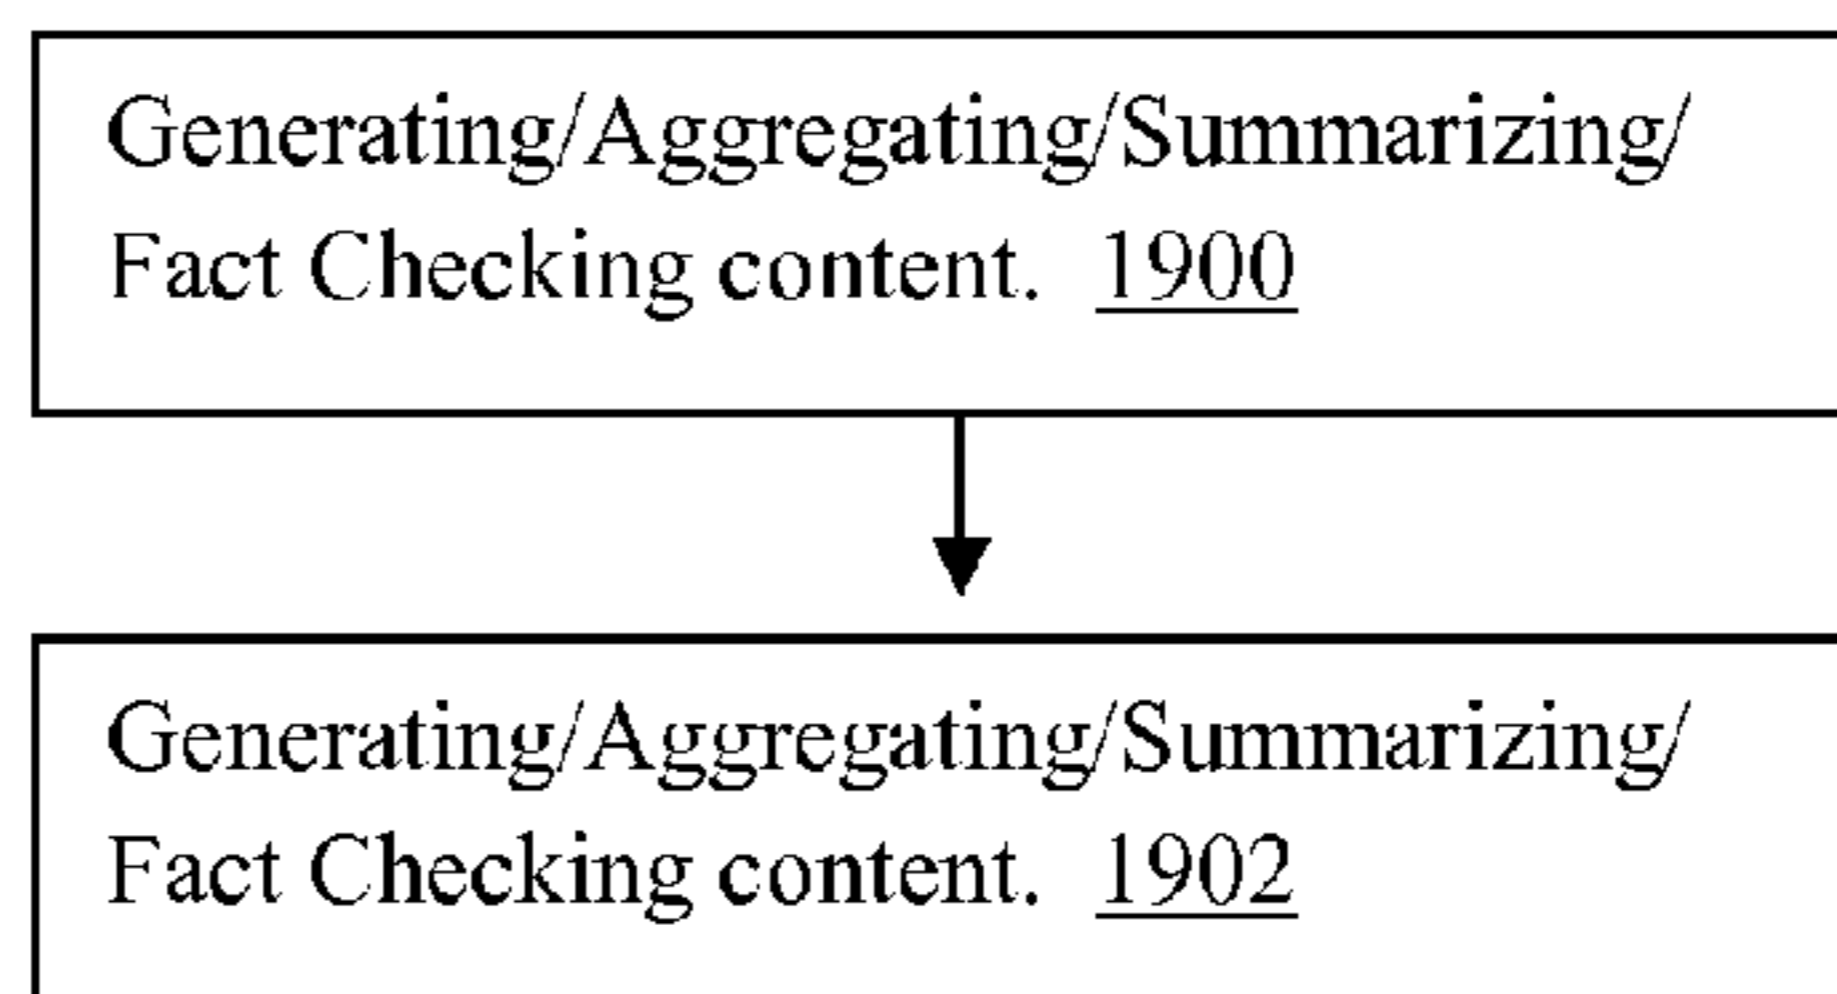 Generating/Aggregating/Summarizing/
Fact Checking content. 1900
Generating/Aggregating/Summarizing/
Fact Checking content. 1902